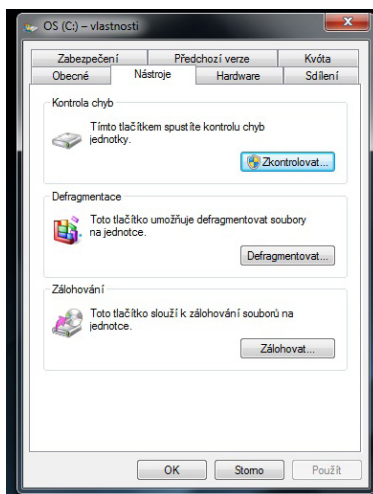 OS (C:) – vlastnosti
Zabezpečení Předchozí verze Kvóta
Obecné Nástroje Hardware Sdílení
Kontrola chyb
Tímto tlačítkem spustíte kontrolu chyb
jednotky.
Zkontrolovat...
Defragmentace
Toto tlačítko umožňuje defragmentovat soubory
na jednotce.
Defragmentovat...
Zálohování
Toto tlačítko slouží k zálohování souborů na
jednotce.
Zálohovat...
OK Storno Použít